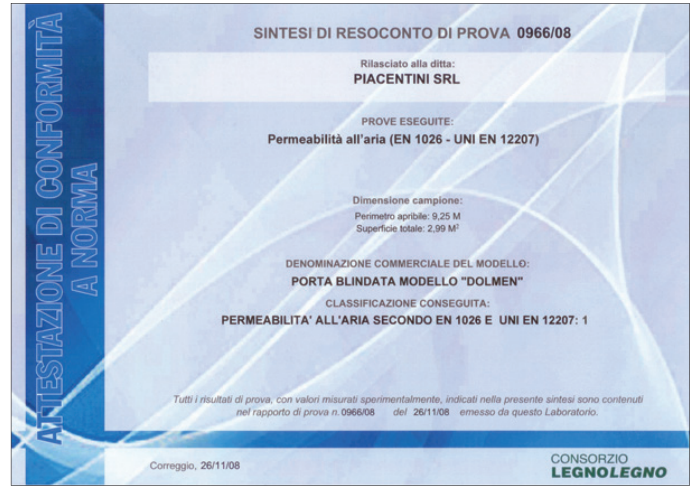 ATTESTAZIONE DI CONFORMITÀ
A NORMA
SINTESI DI RESOCONTO DI PROVA 0966/08
Rilasciato alla ditta:
PIACENTINI SRL
PROVE ESEGUITE:
Permeabilità all'aria (EN 1026 - UNI EN 12207)
Dimensione campione:
Perimetro apribile: 9,25 M
Superficie totale: 2,99 M²
DENOMINAZIONE COMMERCIALE DEL MODELLO:
PORTA BLINDATA MODELLO "DOLMEN"
CLASSIFICAZIONE CONSEGUITA:
PERMEABILITA' ALL'ARIA SECONDO EN 1026 E UNI EN 12207: 1
Tutti i risultati di prova, con valori misurati sperimentalmente, indicati nella presente sintesi sono contenuti
nel rapporto di prova n. 0966/08 del 26/11/08 emesso da questo Laboratorio.
Correggio, 26/11/08
CONSORZIO
LEGNOLEGNO